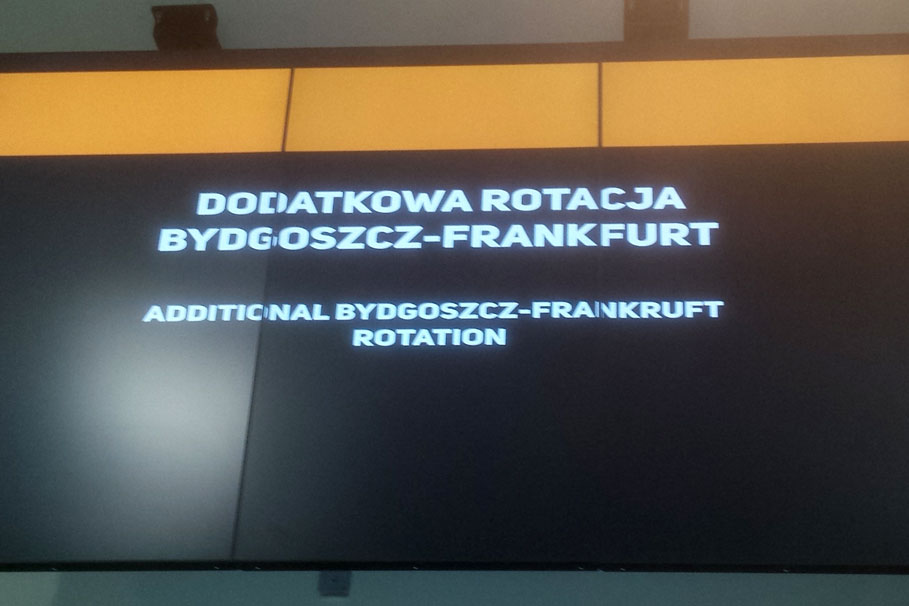 DODATKOWA ROTACJA
BYDGOSZCZ-FRANKFURT
ADDITIONAL BYDGOSZCZ-FRANKRUFT
ROTATION